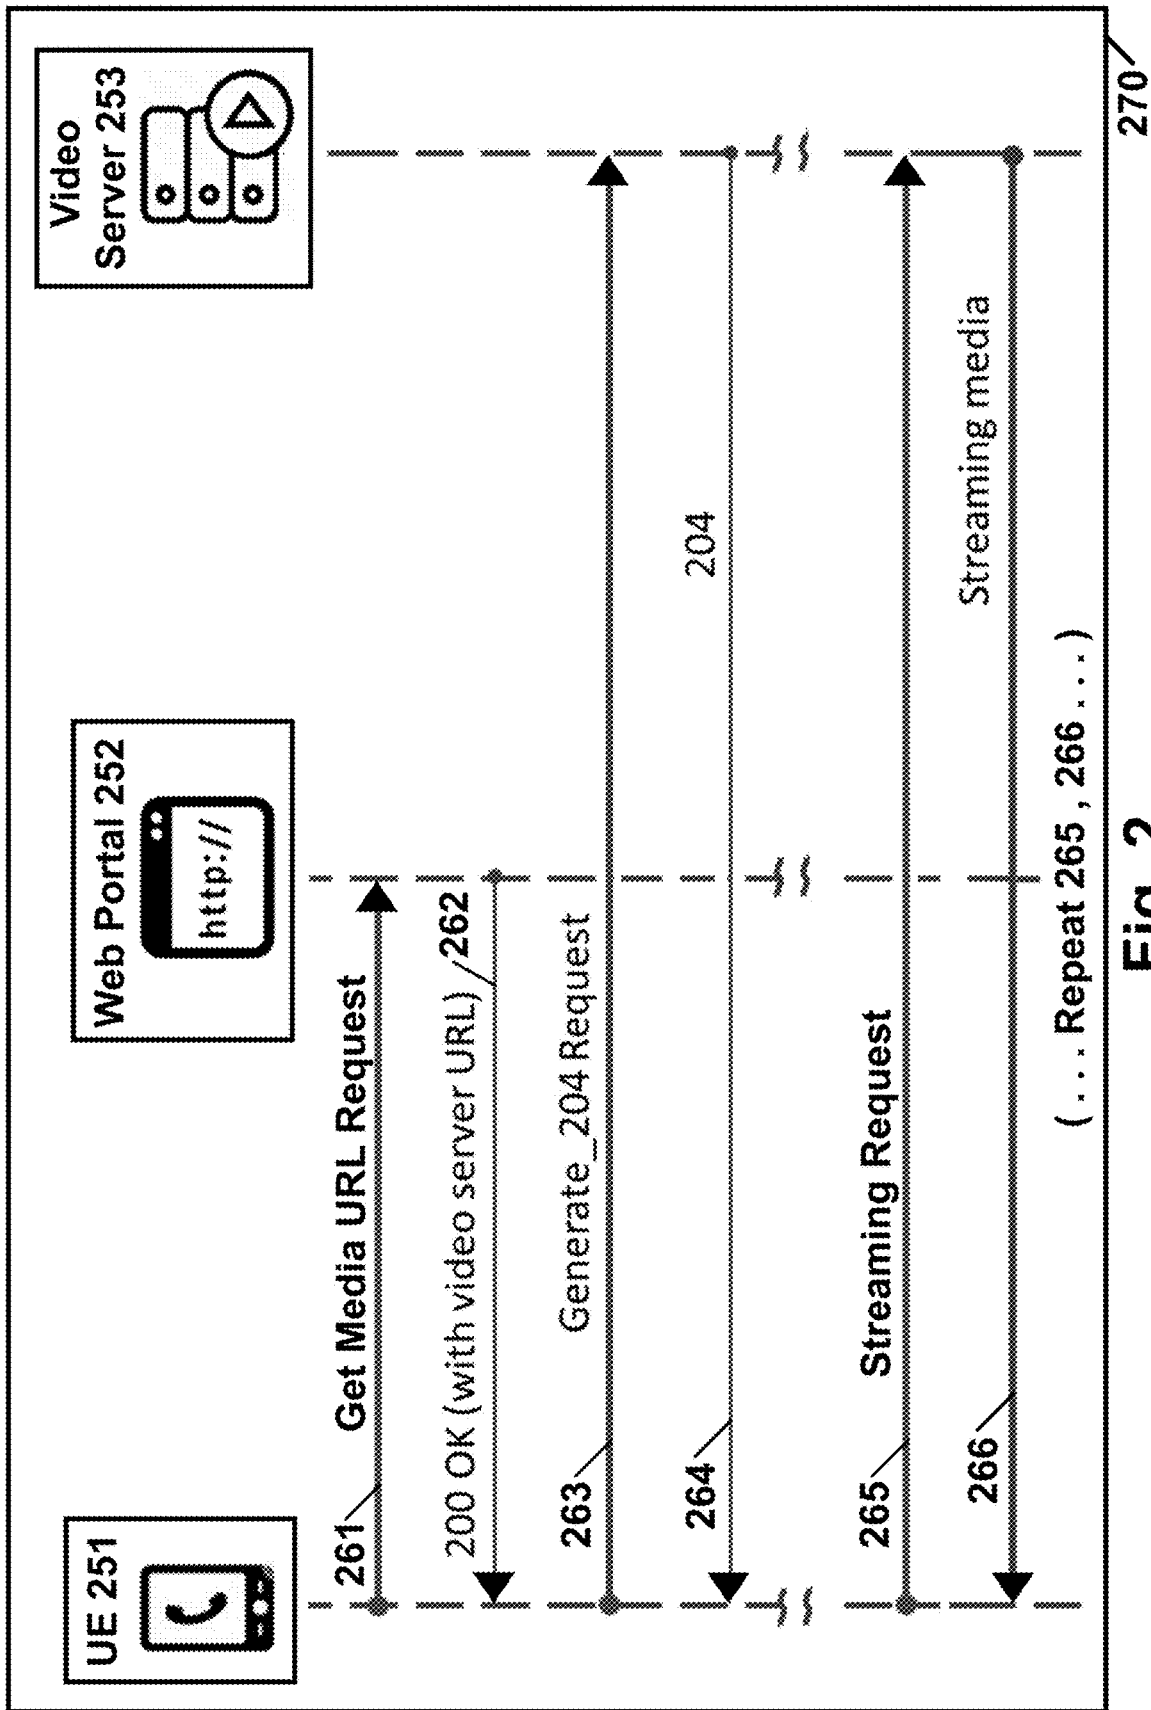 UE 251
Web Portal 252
http://
Video
Server 253
261
Get Media URL Request
200 OK (with video server URL)
262
Generate_204 Request
263
204
264
Streaming Request
265
Streaming media
266
(. . . . Repeat 265 , 266 . . . .)
270
Fig. 2